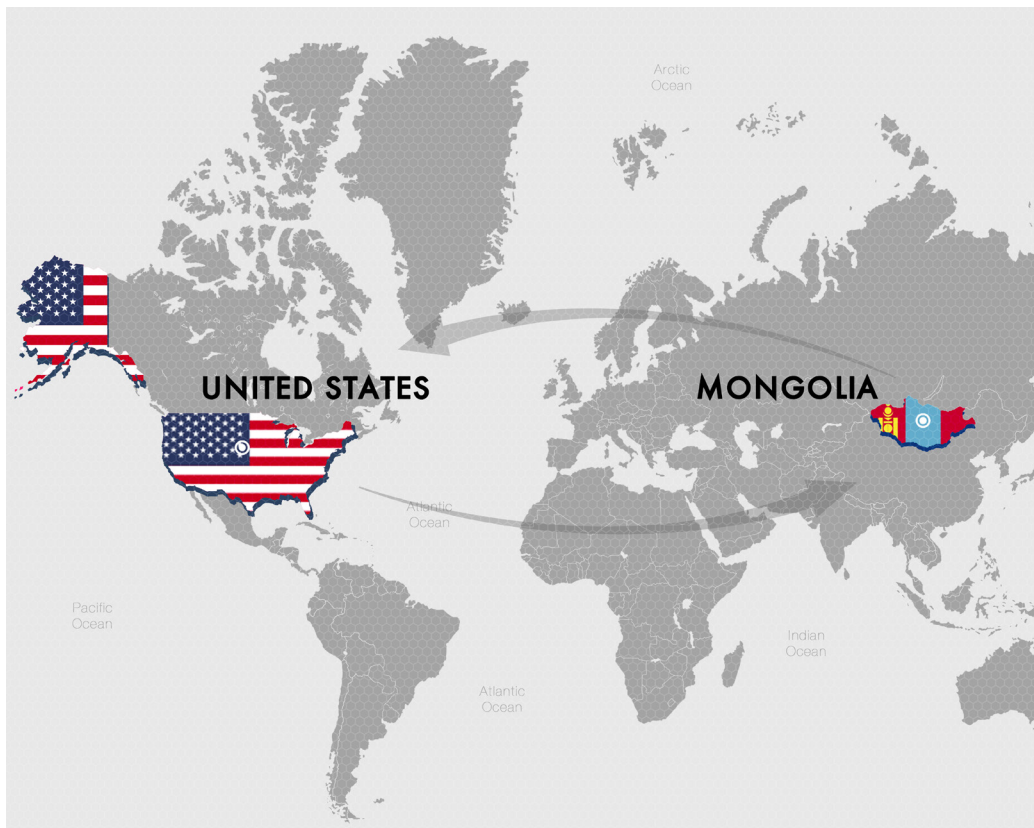 Arctic
Ocean
UNITED STATES
MONGOLIA
Atlantic
Ocean
Pacific
Ocean
Indian
Ocean
Atlantic
Ocean